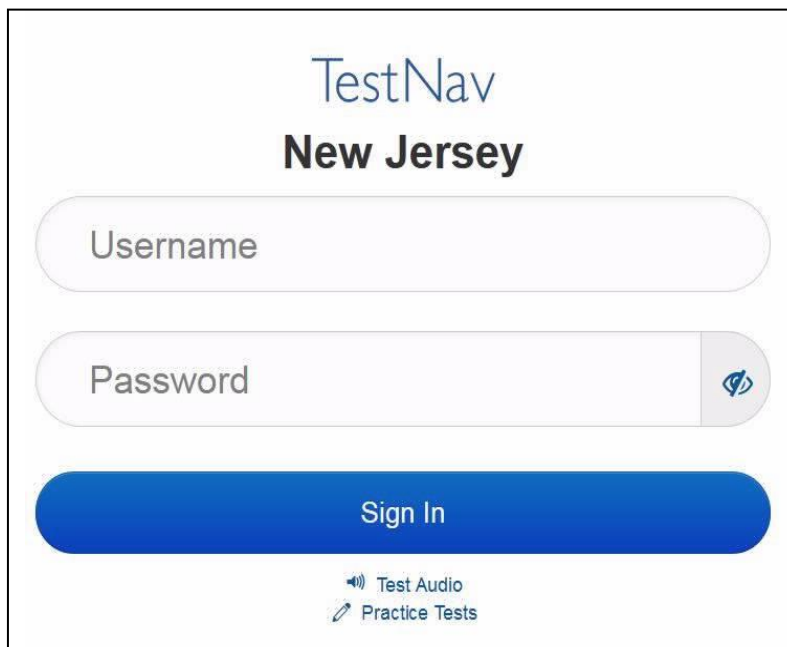 TestNav
New Jersey
Username
Password
Sign In
Test Audio
Practice Tests